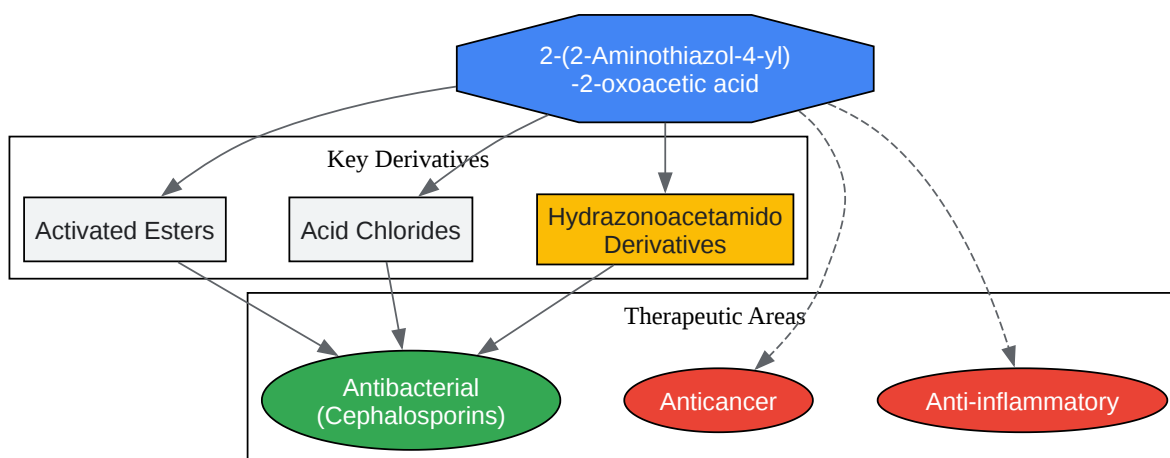 2-(2-Aminothiazol-4-yl)
-2-oxoacetic acid
Key Derivatives
Activated Esters
Acid Chlorides
Hydrazonoacetamido
Derivatives
Therapeutic Areas
Antibacterial
(Cephalosporins)
Anticancer
Anti-inflammatory